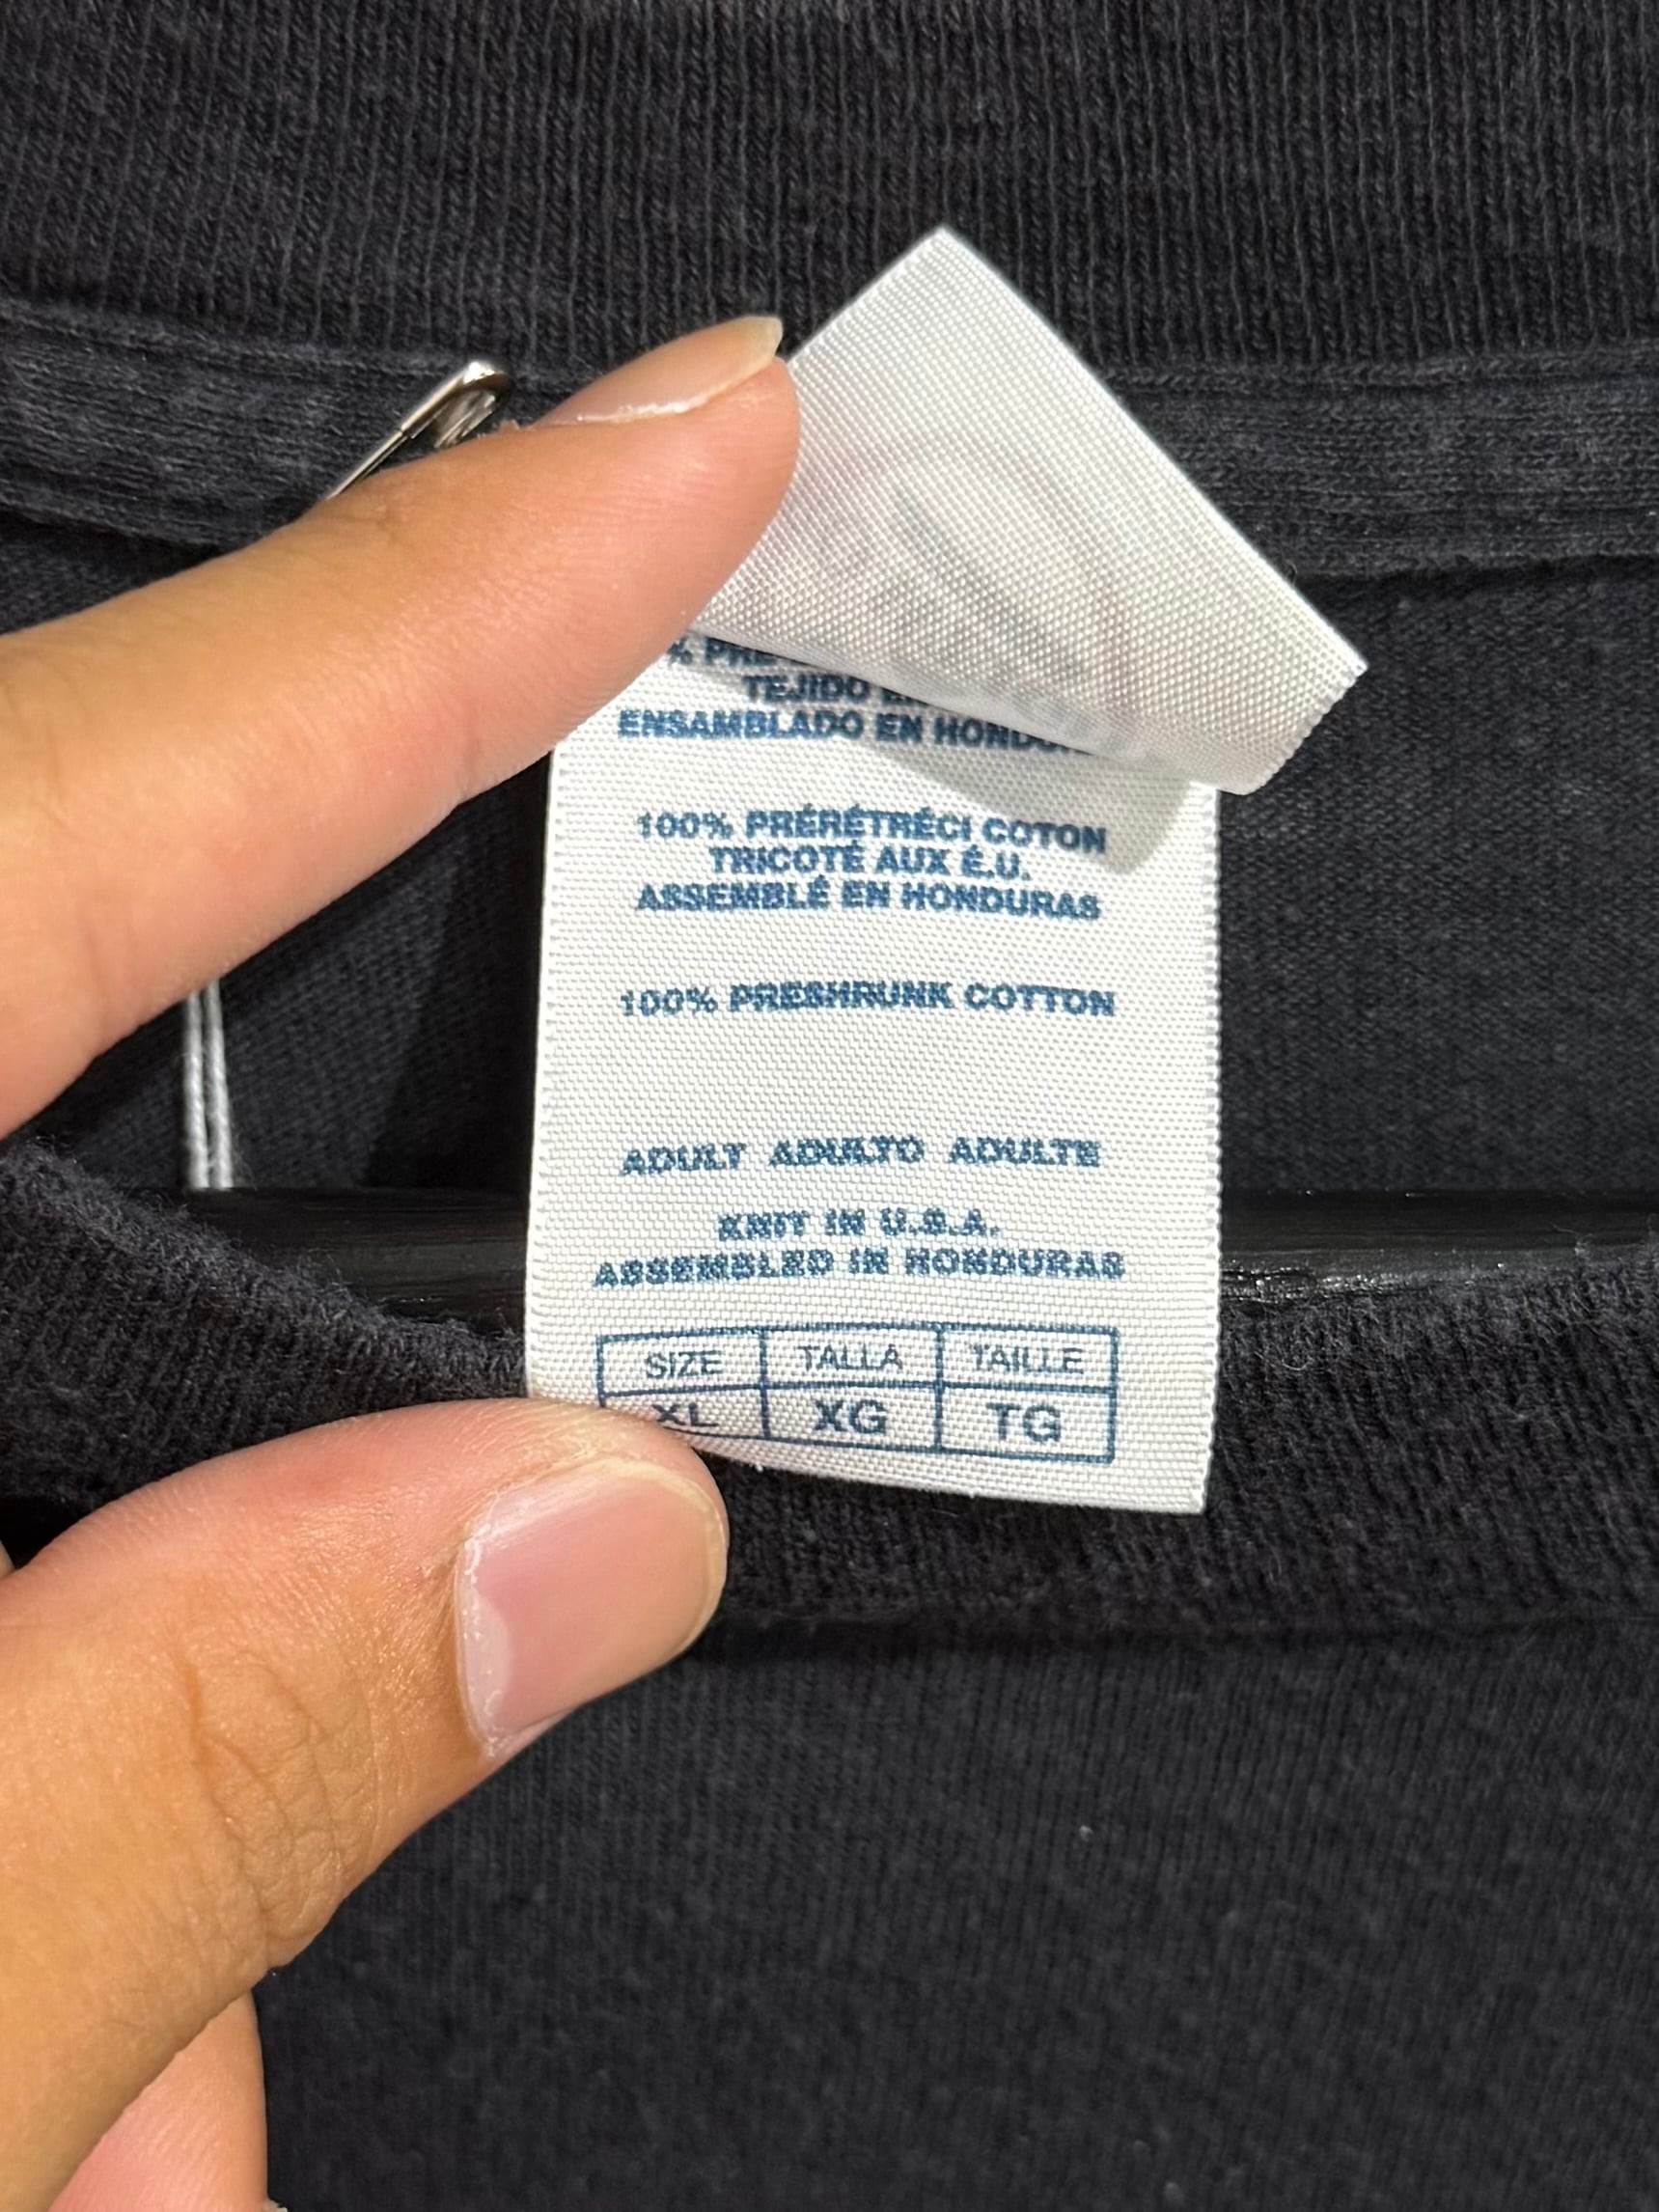 TEJIDO
ENSAMBLADO EN
100% PRÉRÉTRÉCI COTON
TRICOTÉ AUX É.U.
ASSEMBLÉ EN HONDURAS
100% PRESHRUNK COTTON
ADULT ADULTO ADULTE
KNIT IN U.S.A.
ASSEMBLED IN HONDURAS
SIZE TALLA TAILLE
XL XG TG